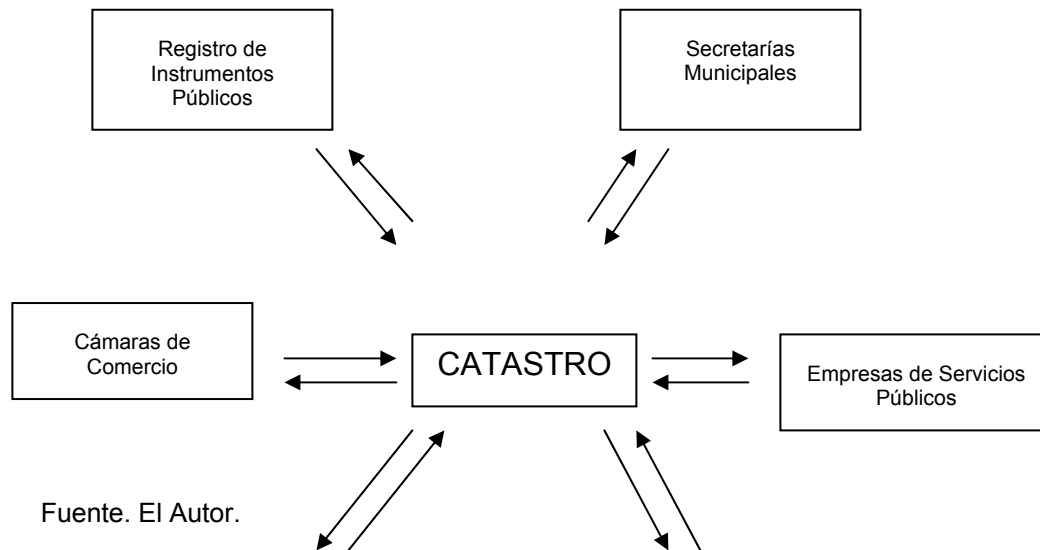 Registro de
Instrumentos
Públicos
Secretarías
Municipales
Cámaras de
Comercio
CATASTRO
Empresas de Servicios
Públicos
Fuente. El Autor.